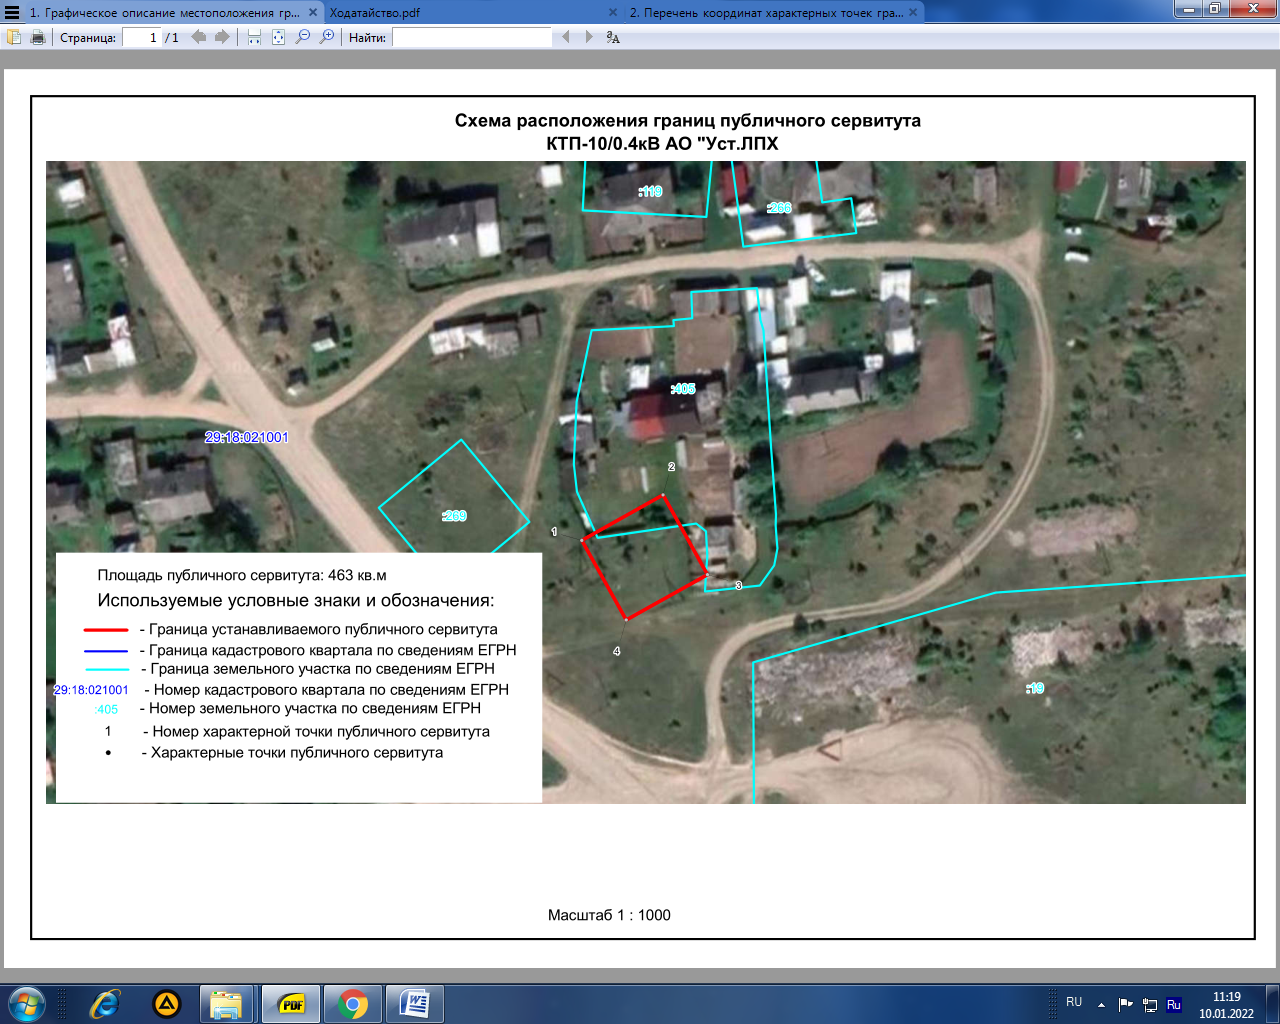 1. Графическое описание местоположения гр...
Ходатайство.pdf
2. Перечень координат характерных точек гра...
Страница: 1 / 1
Найти:
Схема расположения границ публичного сервитута
КТП-10/0.4кВ АО "Уст.ЛПХ
:119
:266
:405
29:18:021001
:269
2
1
3
4
:19
Площадь публичного сервитута: 463 кв.м
Используемые условные знаки и обозначения:
- Граница устанавливаемого публичного сервитута
- Граница кадастрового квартала по сведениям ЕГРН
- Граница земельного участка по сведениям ЕГРН
29:18:021001 - Номер кадастрового квартала по сведениям ЕГРН
:405 - Номер земельного участка по сведениям ЕГРН
1 - Номер характерной точки публичного сервитута
- Характерные точки публичного сервитута
Масштаб 1 : 1000
PDF
RU
Ru
11:19
10.01.2022